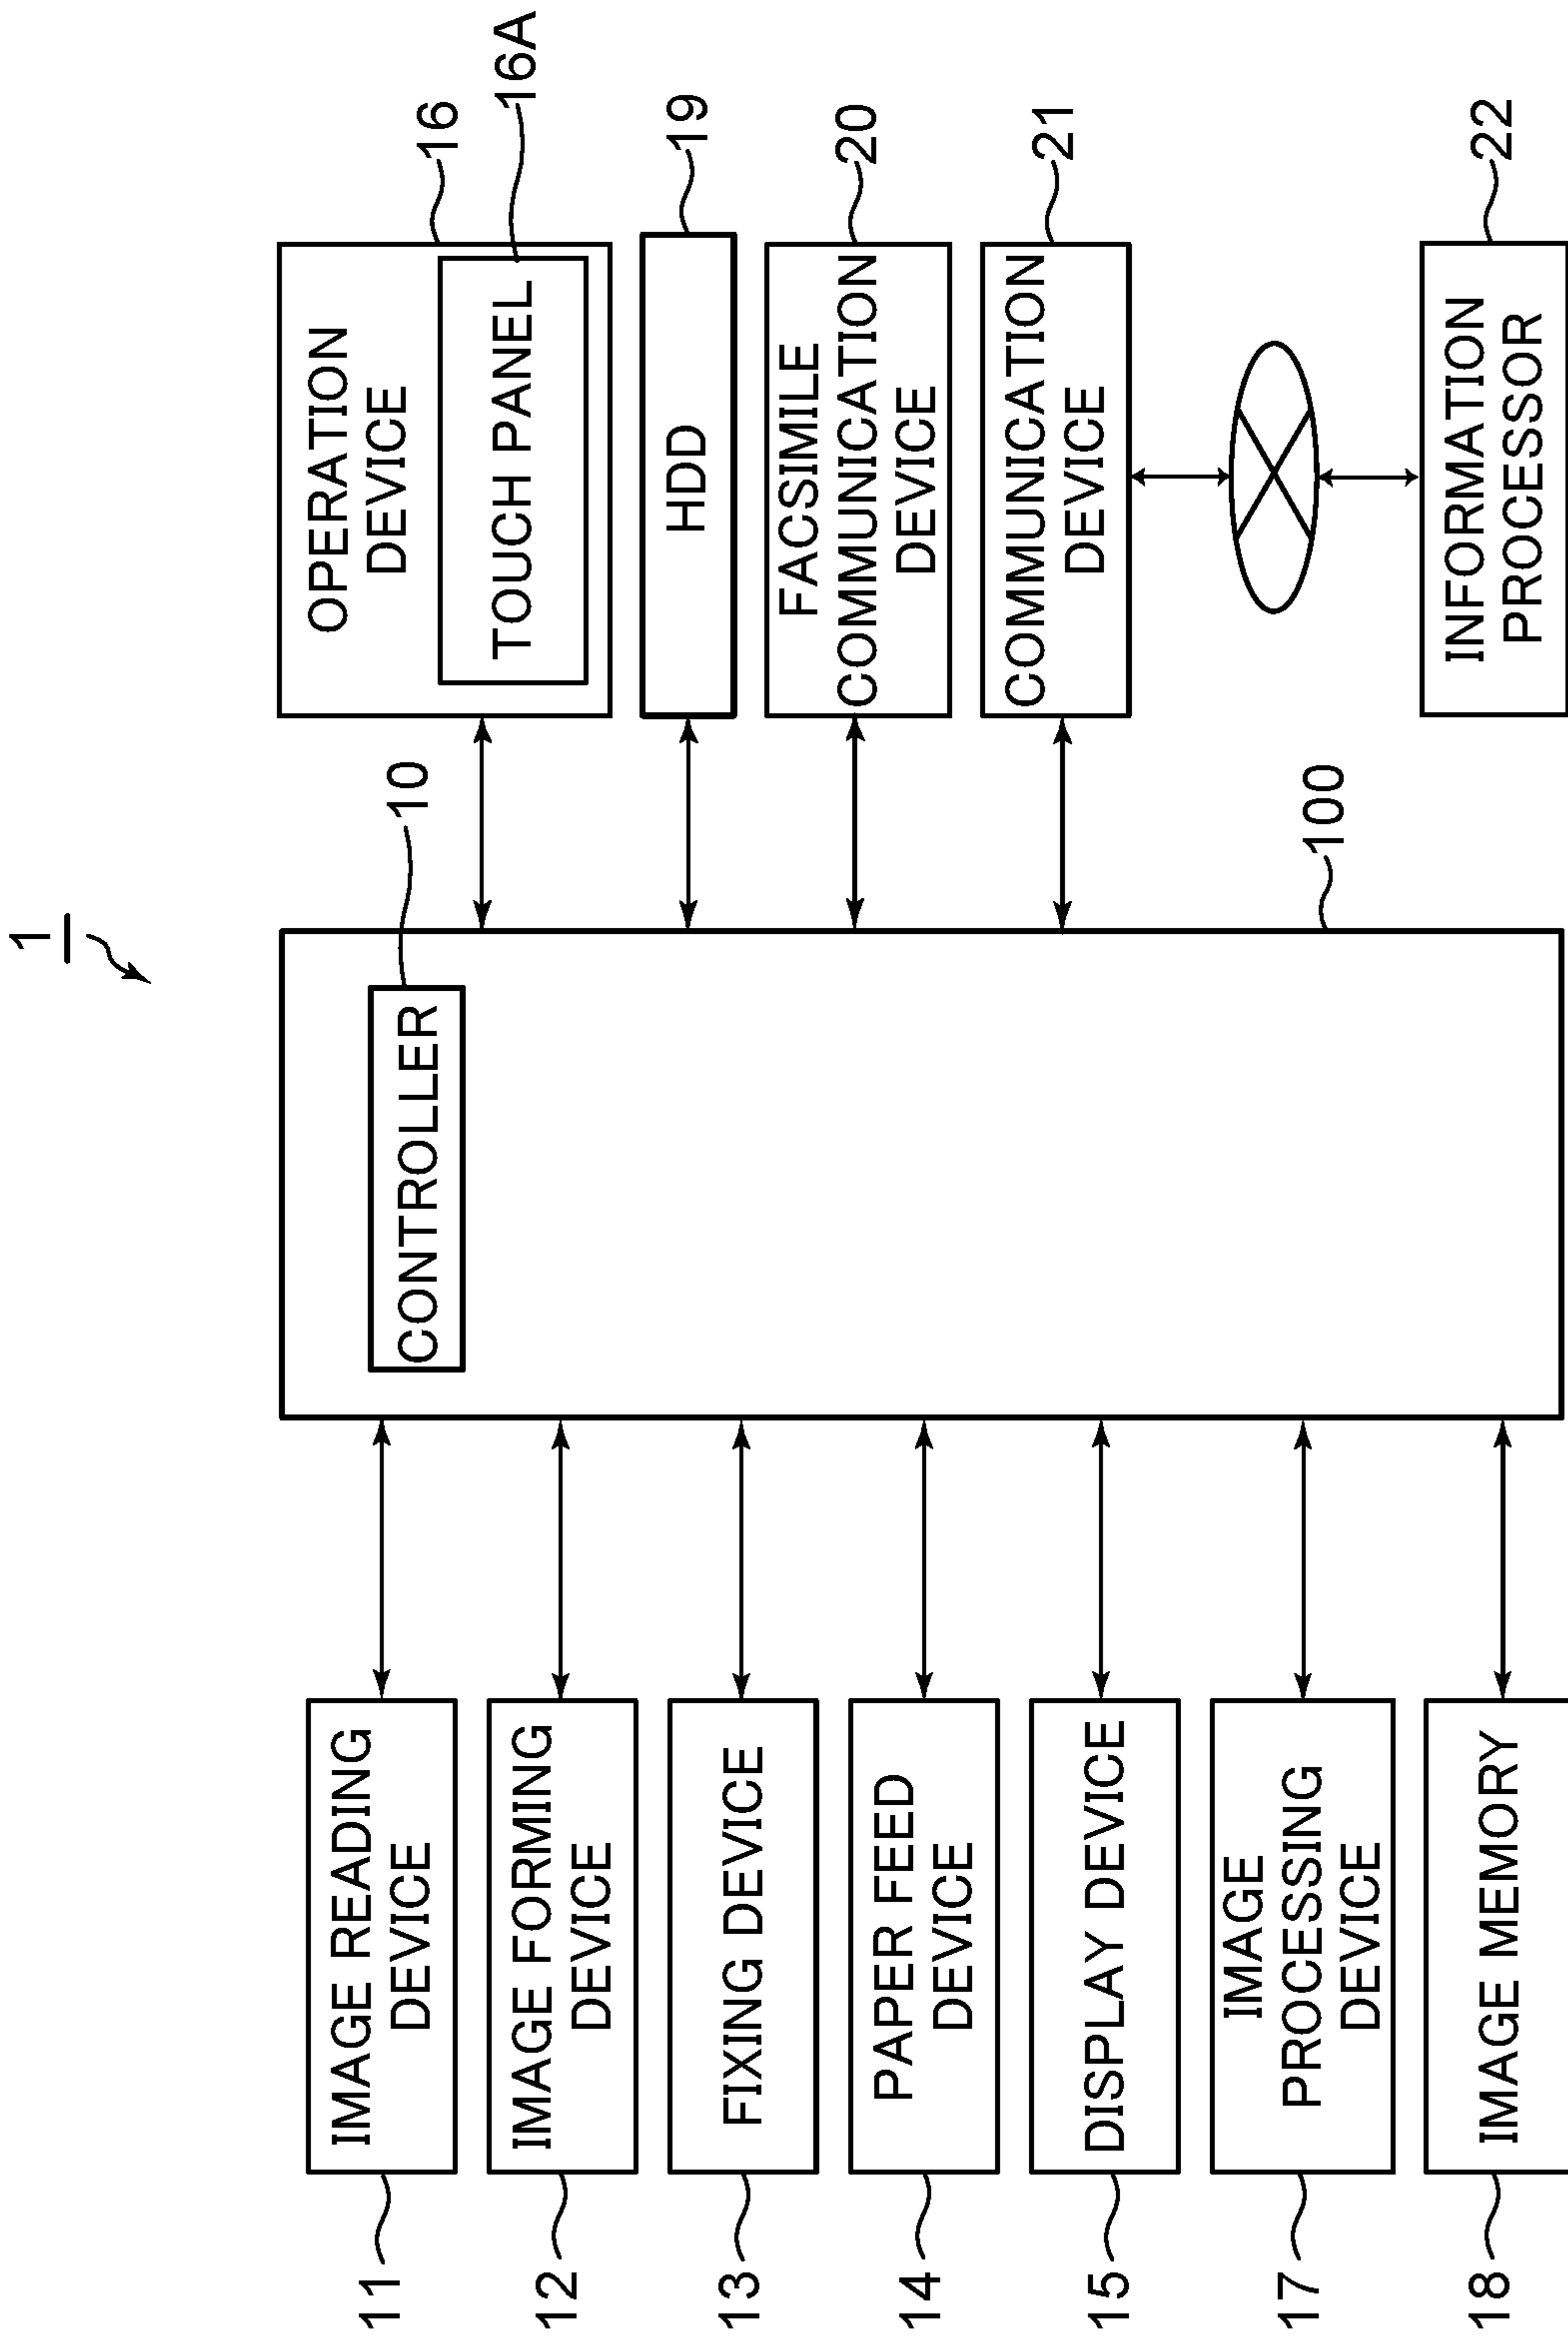 1
IMAGE READING
DEVICE
11
IMAGE FORMING
DEVICE
12
FIXING DEVICE
13
PAPER FEED
DEVICE
14
DISPLAY DEVICE
15
IMAGE
PROCESSING
DEVICE
17
IMAGE MEMORY
18
CONTROLLER
10
100
OPERATION
DEVICE
16
TOUCH PANEL
16A
HDD
19
FACSIMILE
COMMUNICATION
DEVICE
20
COMMUNICATION
DEVICE
21
INFORMATION
PROCESSOR
22